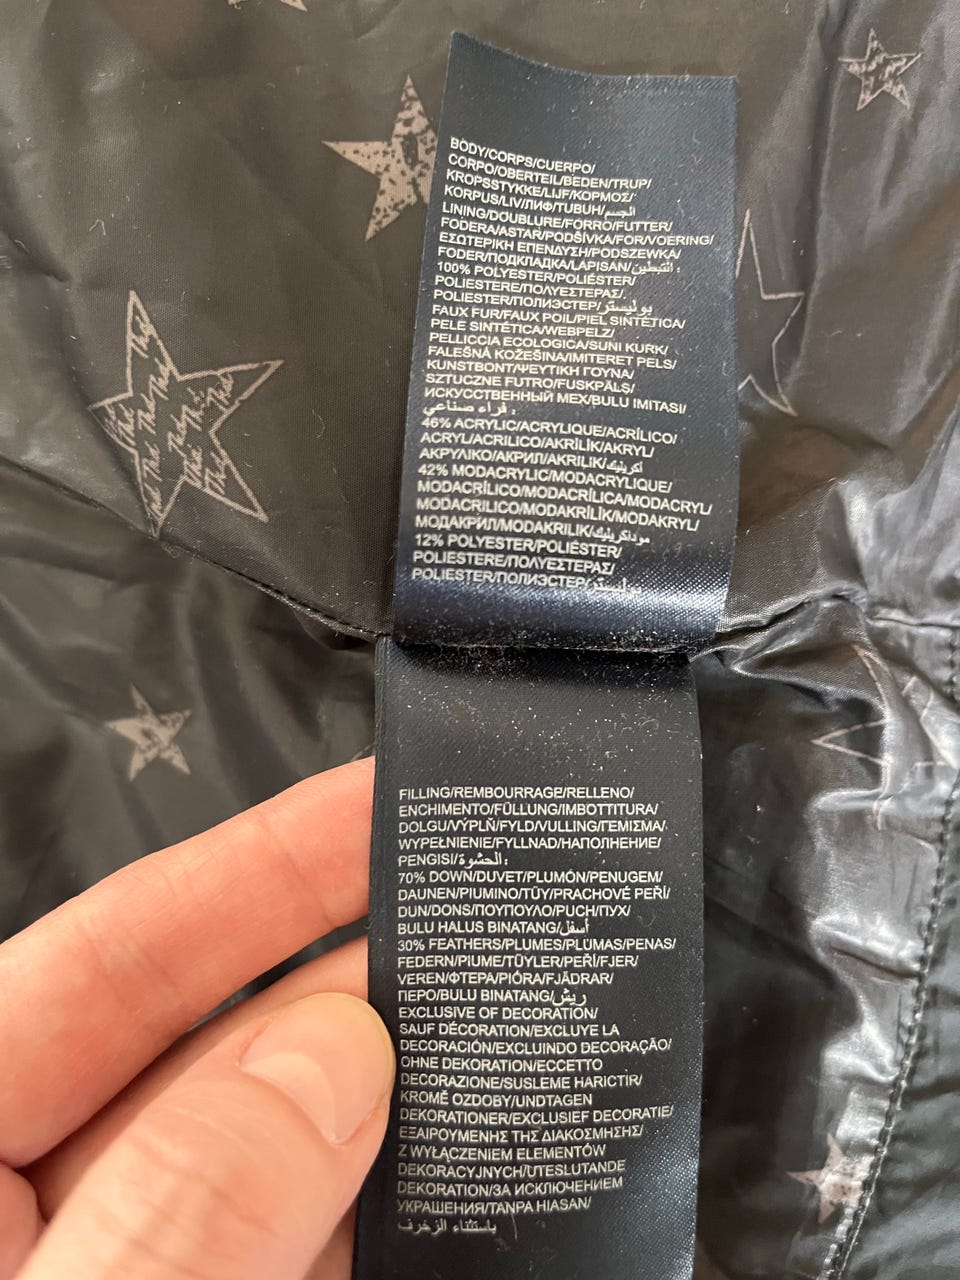 BODY/CORPS/CUERPO/
CORPO/OBERTEIL/BEDEN/TRUP/
KROPSSTYKKE/LIJF/ΚΟΡΜΟΣ/
KORPUS/LIV/ЛИФ/TUBUH/الجسم
LINING/DOUBLURE/FORRO/FUTTER/
FODERA/ASTAR/PODŠÍVKA/FOR/VOERING/
ΕΣΩΤΕΡΙΚΗ ΕΠΕΝΔΥΣΗ/PODSZEWKA/
FODER/ПОДКЛАДКА/LAPISAN/التبطين :
100% POLYESTER/POLIÉSTER/
POLIESTERE/ΠΟΛΥΕΣΤΕΡΑΣ/
POLIESTER/ПОЛИЭСТЕР/بوليستر
FAUX FUR/FAUX POIL/PIEL SINTÉTICA/
PELE SINTÉTICA/WEBPELZ/
PELLICCIA ECOLOGICA/SUNI KURK/
FALEŠNÁ KOŽEŠINA/IMITERET PELS/
KUNSTBONT/ΨΕΥΤΙΚΗ ΓΟΥΝΑ/
SZTUCZNE FUTRO/FUSKPÄLS/
ИСКУССТВЕННЫЙ МЕХ/BULU IMITASI/
فراء صناعي :
46% ACRYLIC/ACRYLIQUE/ACRÍLICO/
ACRYL/ACRILICO/AKRİLİK/AKRYL/
ΑΚΡΥΛΙΚΟ/АКРИЛ/AKRILIK/أكريليك
42% MODACRYLIC/MODACRYLIQUE/
MODACRÍLICO/MODACRÍLICA/MODACRYL/
MODACRILICO/MODAKRİLİK/MODAKRYL/
МОДАКРИЛ/MODAKRILIK/موداكريليك
12% POLYESTER/POLIÉSTER/
POLIESTERE/ΠΟΛΥΕΣΤΕΡΑΣ/
POLIESTER/ПОЛИЭСТЕР/بوليستر
FILLING/REMBOURRAGE/RELLENO/
ENCHIMENTO/FÜLLUNG/IMBOTTITURA/
DOLGU/VÝPLŇ/FYLD/VULLING/ΓΕΜΙΣΜΑ/
WYPEŁNIENIE/FYLLNAD/НАПОЛНЕНИЕ/
PENGISI/الحشوة :
70% DOWN/DUVET/PLUMÓN/PENUGEM/
DAUNEN/PIUMINO/TÜY/PRACHOVÉ PEŘÍ/
DUN/DONS/ΠΟΥΠΟΥΛΟ/PUCH/ПУХ/
BULU HALUS BINATANG/أسفل
30% FEATHERS/PLUMES/PLUMAS/PENAS/
FEDERN/PIUME/TÜYLER/PEŘÍ/FJER/
VEREN/ΦΤΕΡΑ/PIÓRA/FJÄDRAR/
ПЕРО/BULU BINATANG/ريش
EXCLUSIVE OF DECORATION/
SAUF DÉCORATION/EXCLUYE LA
DECORACIÓN/EXCLUINDO DECORAÇÃO/
OHNE DEKORATION/ECCETTO
DECORAZIONE/SUSLEME HARICTIR/
KROMĚ OZDOBY/UNDTAGEN
DEKORATIONER/EXCLUSIEF DECORATIE/
ΕΞΑΙΡΟΥΜΕΝΗΣ ΤΗΣ ΔΙΑΚΟΣΜΗΣΗΣ/
Z WYŁĄCZENIEM ELEMENTÓW
DEKORACYJNYCH/UTESLUTANDE
DEKORATION/ЗА ИСКЛЮЧЕНИЕМ
УКРАШЕНИЯ/TANPA HIASAN/
باستثناء الزخرف